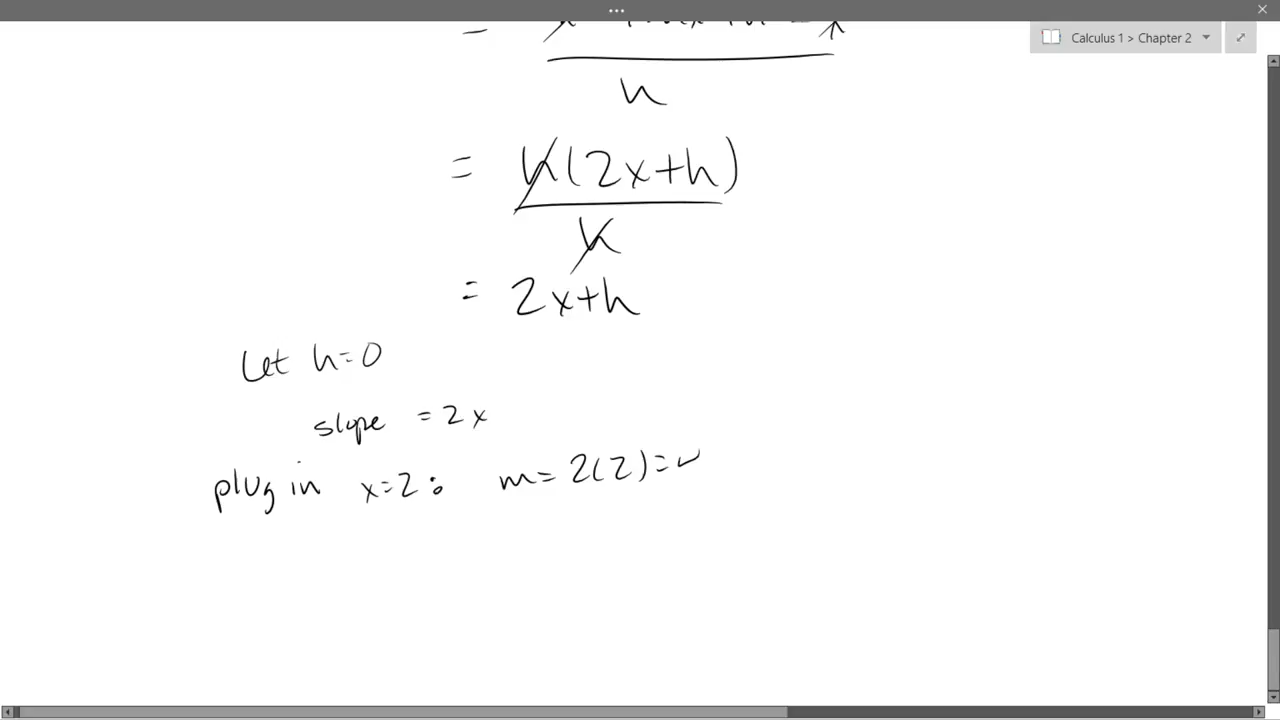 Calculus 1 > Chapter 2
=
h
= h(2x+h)
h
= 2x+h
Let h=0
slope = 2x
plug in x=2: m= 2(2)=